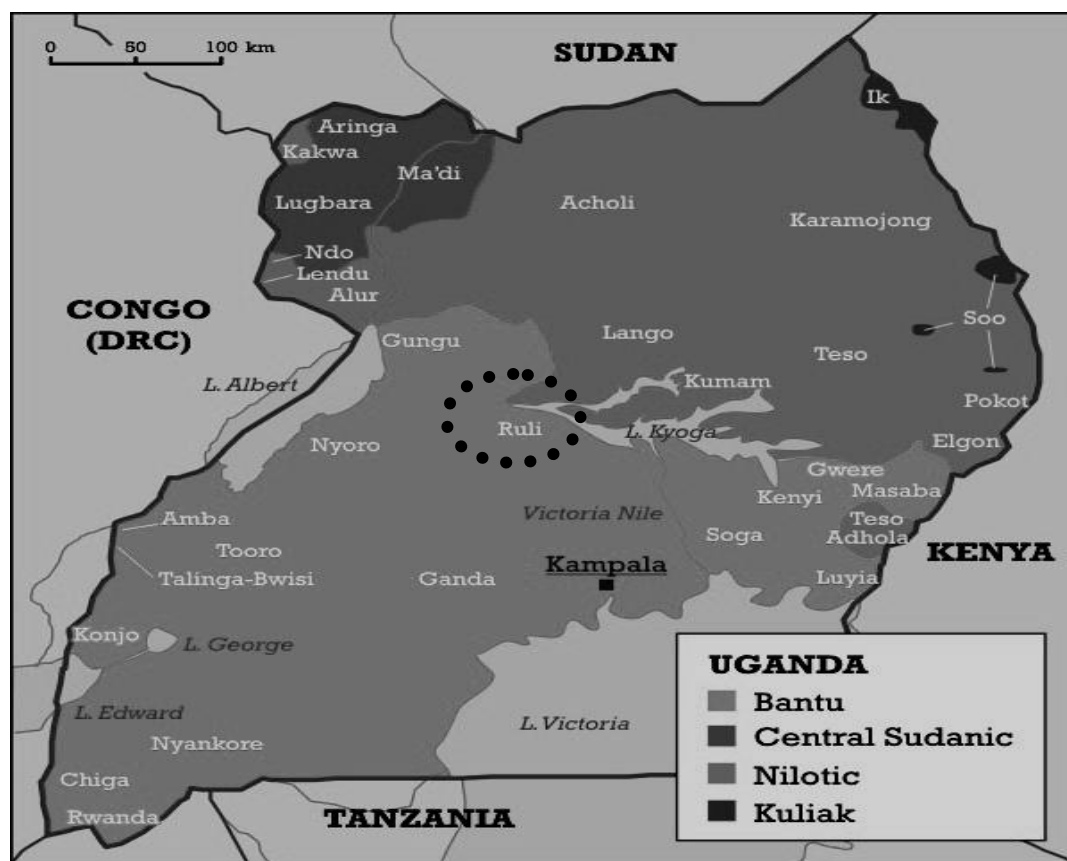 0 50 100 km
SUDAN
Ik
Aringa
Kakwa
Ma'di
Lugbara
Acholi
Karamojong
Ndo
Lendu
Alur
CONGO
(DRC)
Soo
Gungu
Lango
Teso
L. Albert
Kumam
Pokot
Ruli
L. Kyoga
Nyoro
Elgon
Gwere
Masaba
Kenyi
Amba
Victoria Nile
Teso
Adhola
Soga
Tooro
KENYA
Talinga-Bwisi
Ganda
Kampala
Luyia
Konjo
L. George
L. Edward
L. Victoria
Nyankore
Chiga
Rwanda
TANZANIA
UGANDA
Bantu
Central Sudanic
Nilotic
Kuliak